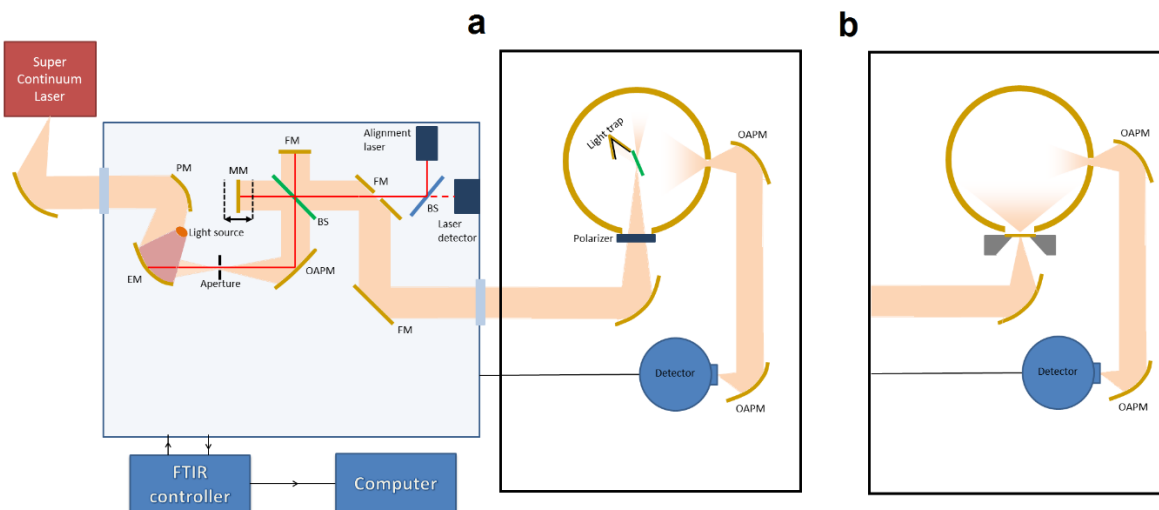 a
b
Super
Continuum
Laser
Alignment
laser
FM
PM
MM
FM
Light source
BS
BS
Laser
detector
EM
Aperture
OAPM
FM
Light trap
OAPM
Polarizer
Detector
OAPM
OAPM
Detector
OAPM
FTIR
controller
Computer